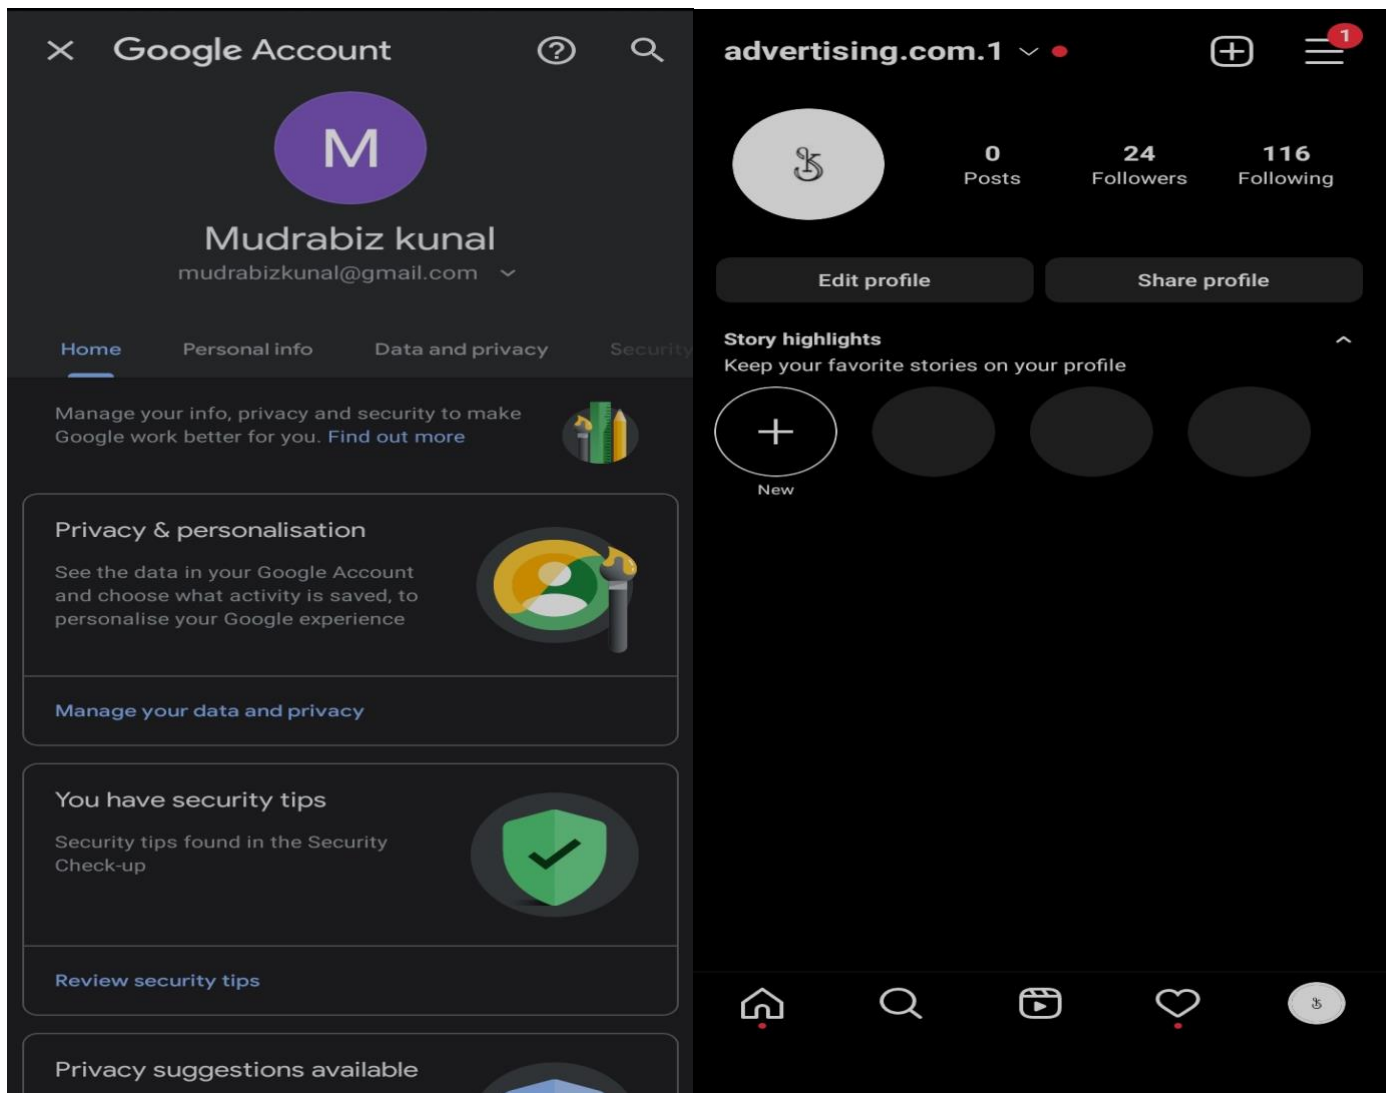 Google Account
M
Mudrabiz kunal
mudrabizkunal@gmail.com
Home Personal info Data and privacy Security
Manage your info, privacy and security to make
Google work better for you. Find out more
Privacy & personalisation
See the data in your Google Account
and choose what activity is saved, to
personalise your Google experience
Manage your data and privacy
You have security tips
Security tips found in the Security
Check-up
Review security tips
Privacy suggestions available
advertising.com.1
1
0 24 116
Posts Followers Following
Edit profile Share profile
Story highlights
Keep your favorite stories on your profile
New